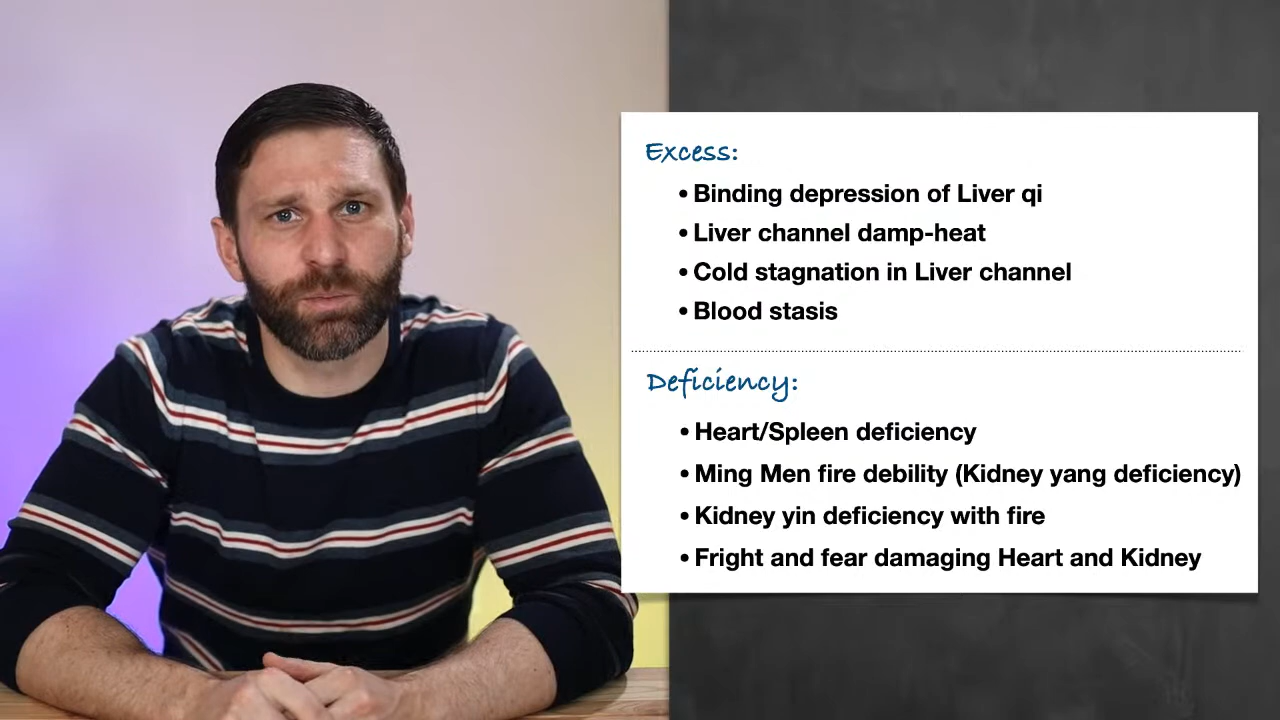 Excess:
• Binding depression of Liver qi
• Liver channel damp-heat
• Cold stagnation in Liver channel
• Blood stasis
Deficiency:
• Heart/Spleen deficiency
• Ming Men fire debility (Kidney yang deficiency)
• Kidney yin deficiency with fire
• Fright and fear damaging Heart and Kidney